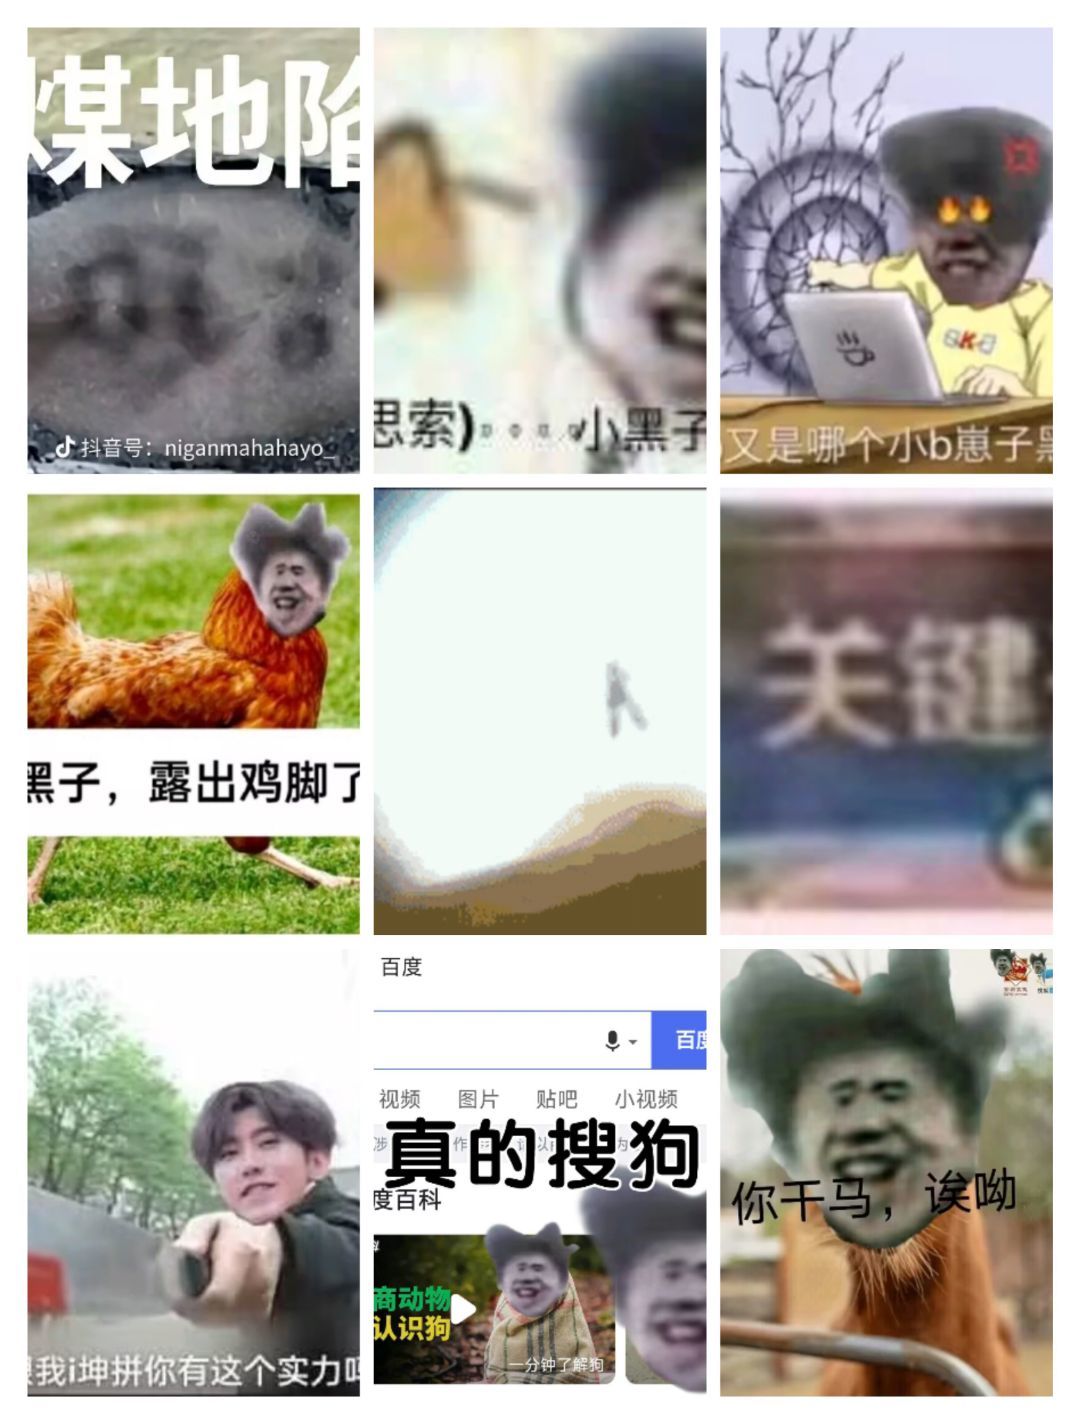 煤地陷
抖音号: niganmahahayo_
思索)
小黑子
又是哪个小b崽子黑
黑子，露出鸡脚了
关键
我i坤拼你有这个实力吗
百度
百度
视频 图片 贴吧 小视频
真的搜狗
度百科
商动物
认识狗
一分钟了解狗
你干马，诶呦